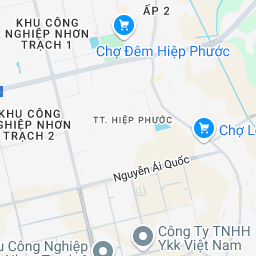 KHU CÔNG
NGHIỆP NHƠN
TRẠCH 1
ẤP 2
Chợ Đêm Hiệp Phước
KHU CÔNG
NGHIỆP NHƠN
TRẠCH 2
TT. HIỆP PHƯỚC
Chợ L
Nguyễn Ái Quốc
Công Ty TNHH
Ykk Việt Nam
u Công Nghiệp